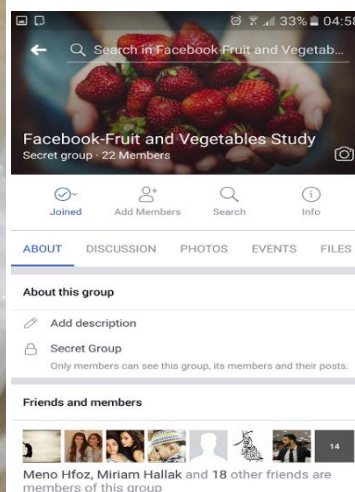 33% 04:58
Search in Facebook-Fruit and Vegetab...
Facebook-Fruit and Vegetables Study
Secret group · 22 Members
Joined
Add Members
Search
Info
ABOUT
DISCUSSION
PHOTOS
EVENTS
FILES
About this group
Add description
Secret Group
Only members can see this group, its members and their posts.
Friends and members
14
Meno Hfoz, Miriam Hallak and 18 other friends are
members of this group